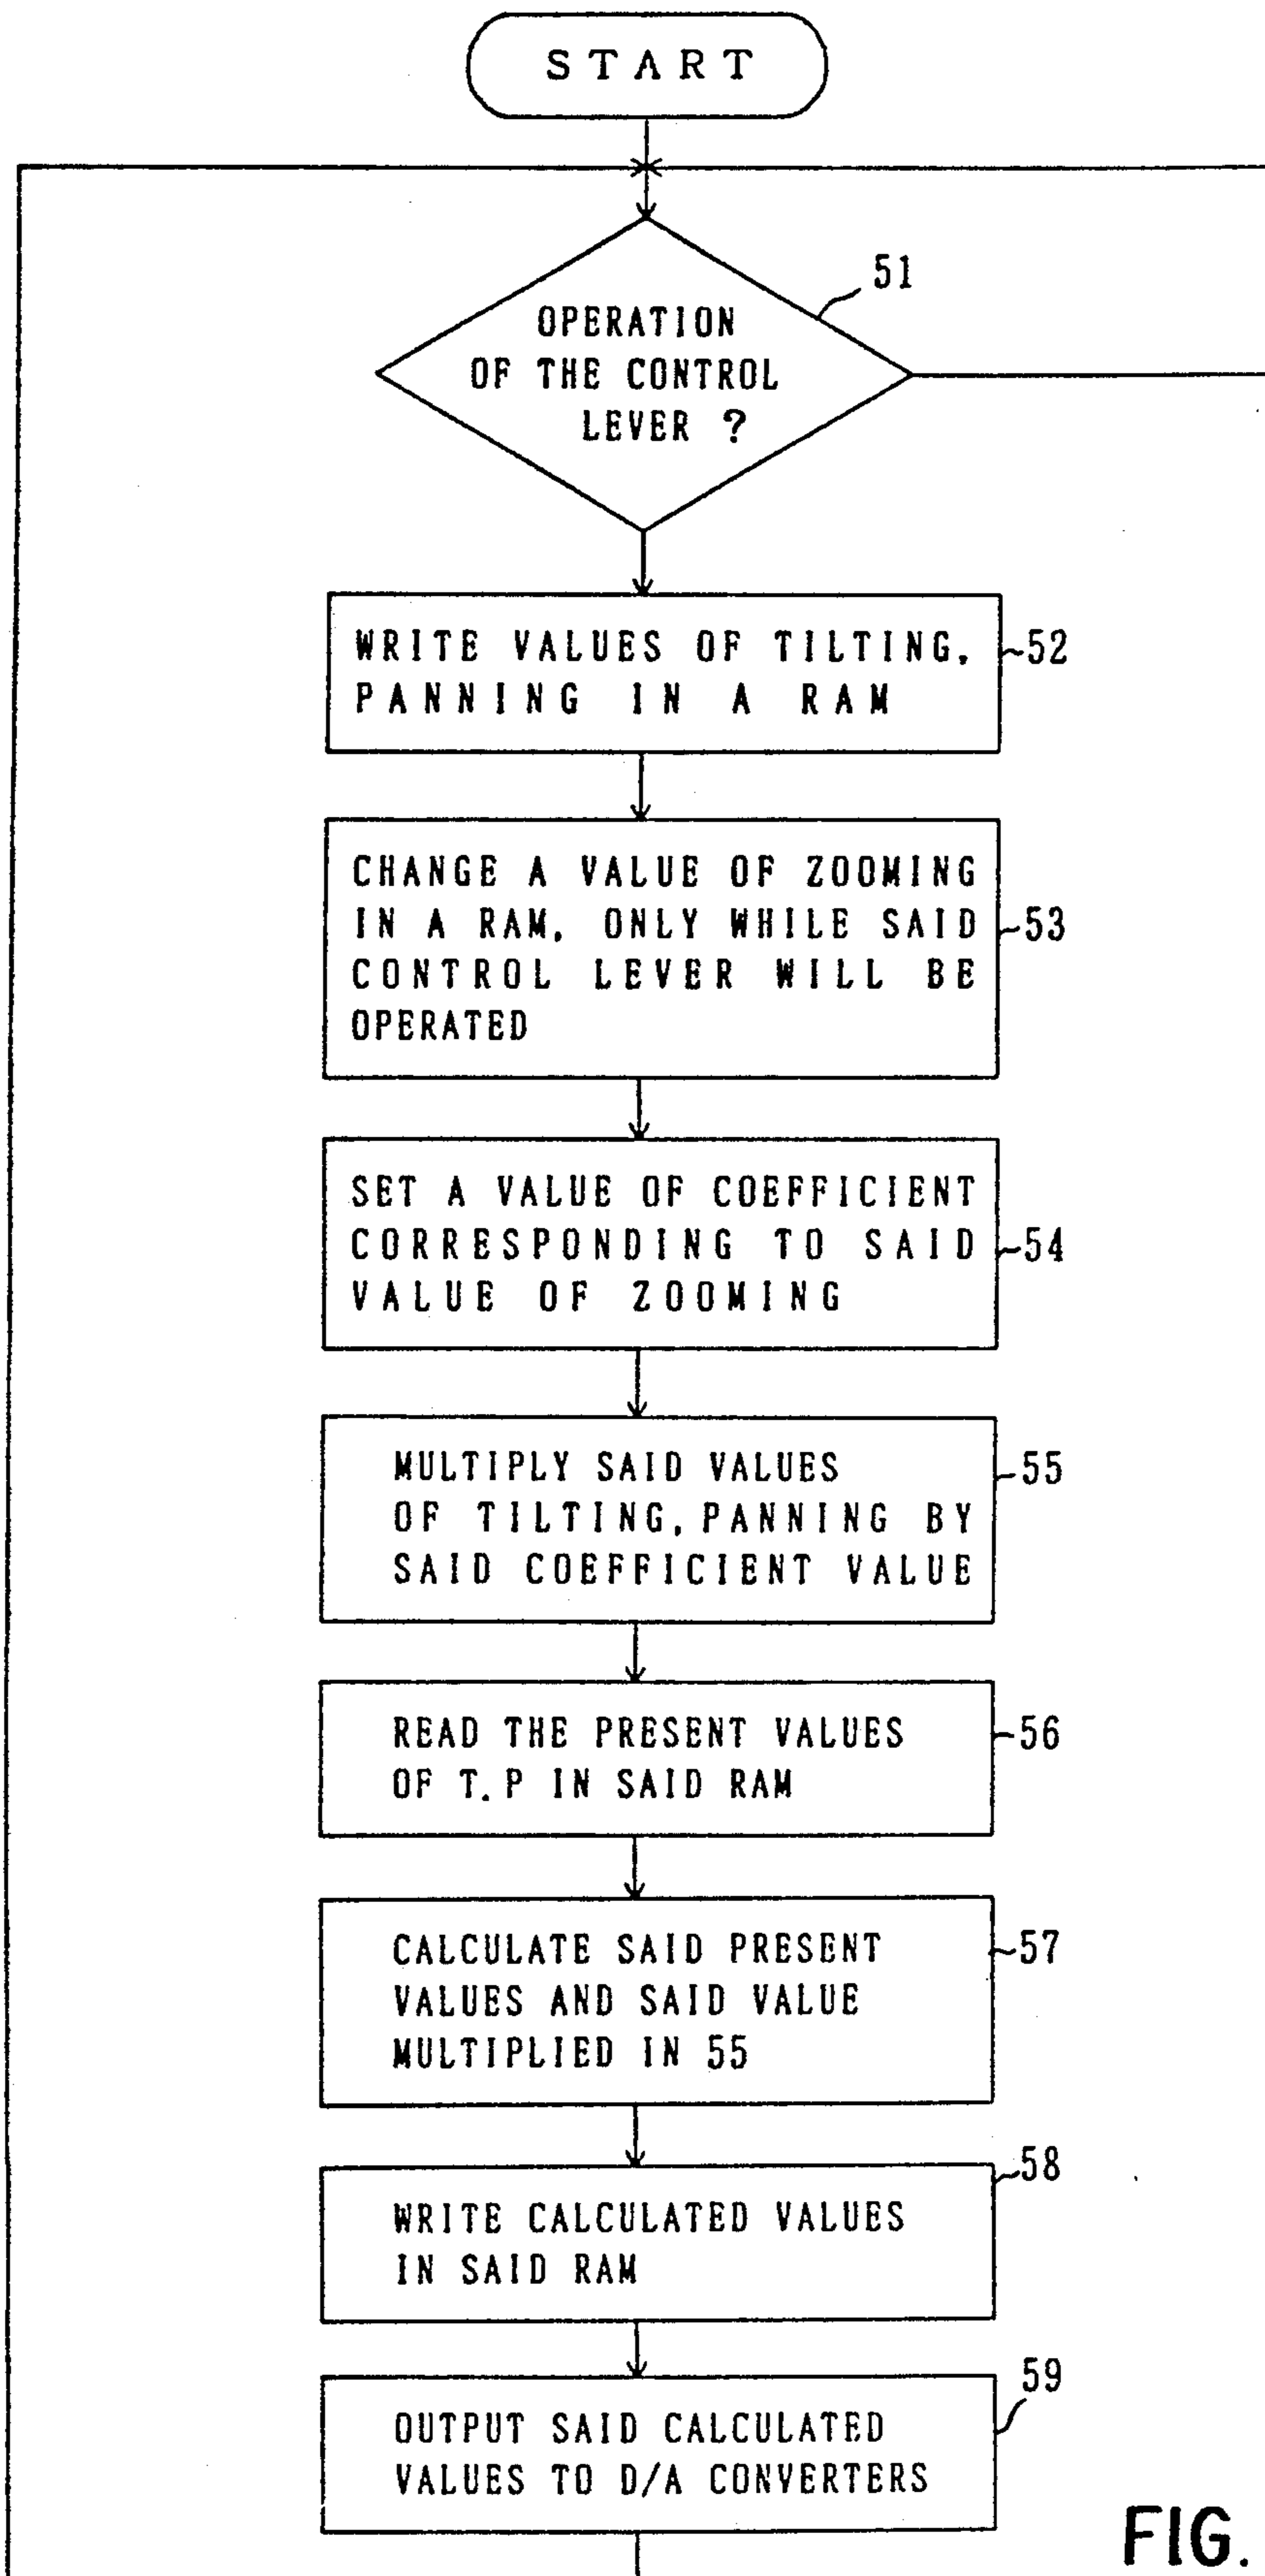 START
OPERATION
OF THE CONTROL
LEVER ?
51
WRITE VALUES OF TILTING,
PANNING IN A RAM
52
CHANGE A VALUE OF ZOOMING
IN A RAM, ONLY WHILE SAID
CONTROL LEVER WILL BE
OPERATED
53
SET A VALUE OF COEFFICIENT
CORRESPONDING TO SAID
VALUE OF ZOOMING
54
MULTIPLY SAID VALUES
OF TILTING, PANNING BY
SAID COEFFICIENT VALUE
55
READ THE PRESENT VALUES
OF T.P IN SAID RAM
56
CALCULATE SAID PRESENT
VALUES AND SAID VALUE
MULTIPLIED IN 55
57
WRITE CALCULATED VALUES
IN SAID RAM
58
OUTPUT SAID CALCULATED
VALUES TO D/A CONVERTERS
59
FIG.